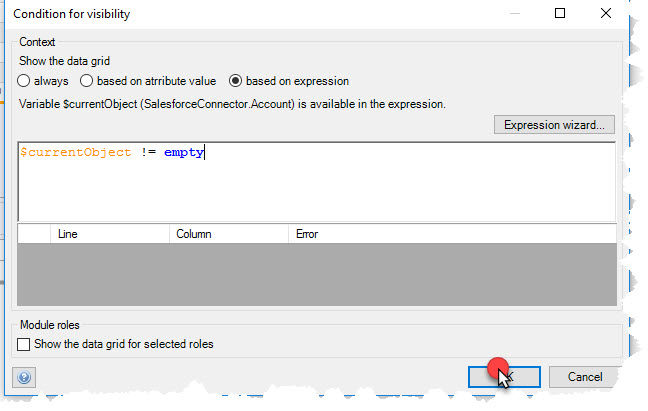 Condition for visibility
Context
Show the data grid
always based on atrribute value based on expression
Variable $currentObject (SalesforceConnector.Account) is available in the expression.
Expression wizard...
$currentObject != empty
Line Column Error
Module roles
Show the data grid for selected roles
Cancel